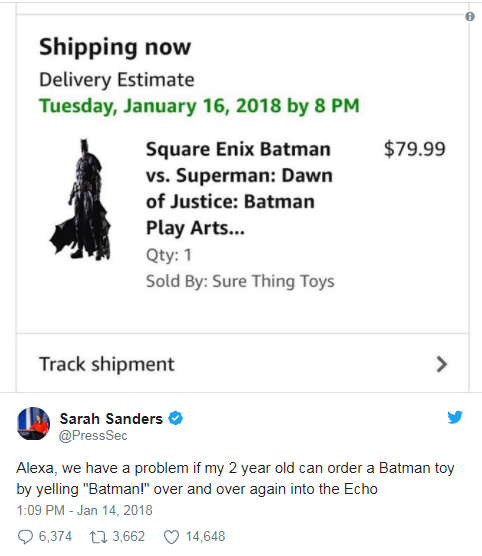 Shipping now
Delivery Estimate
Tuesday, January 16, 2018 by 8 PM
Square Enix Batman
vs. Superman: Dawn
of Justice: Batman
Play Arts...
$79.99
Qty: 1
Sold By: Sure Thing Toys
Track shipment
Sarah Sanders
@PressSec
Alexa, we have a problem if my 2 year old can order a Batman toy
by yelling "Batman!" over and over again into the Echo
1:09 PM - Jan 14, 2018
6,374 3,662 14,648